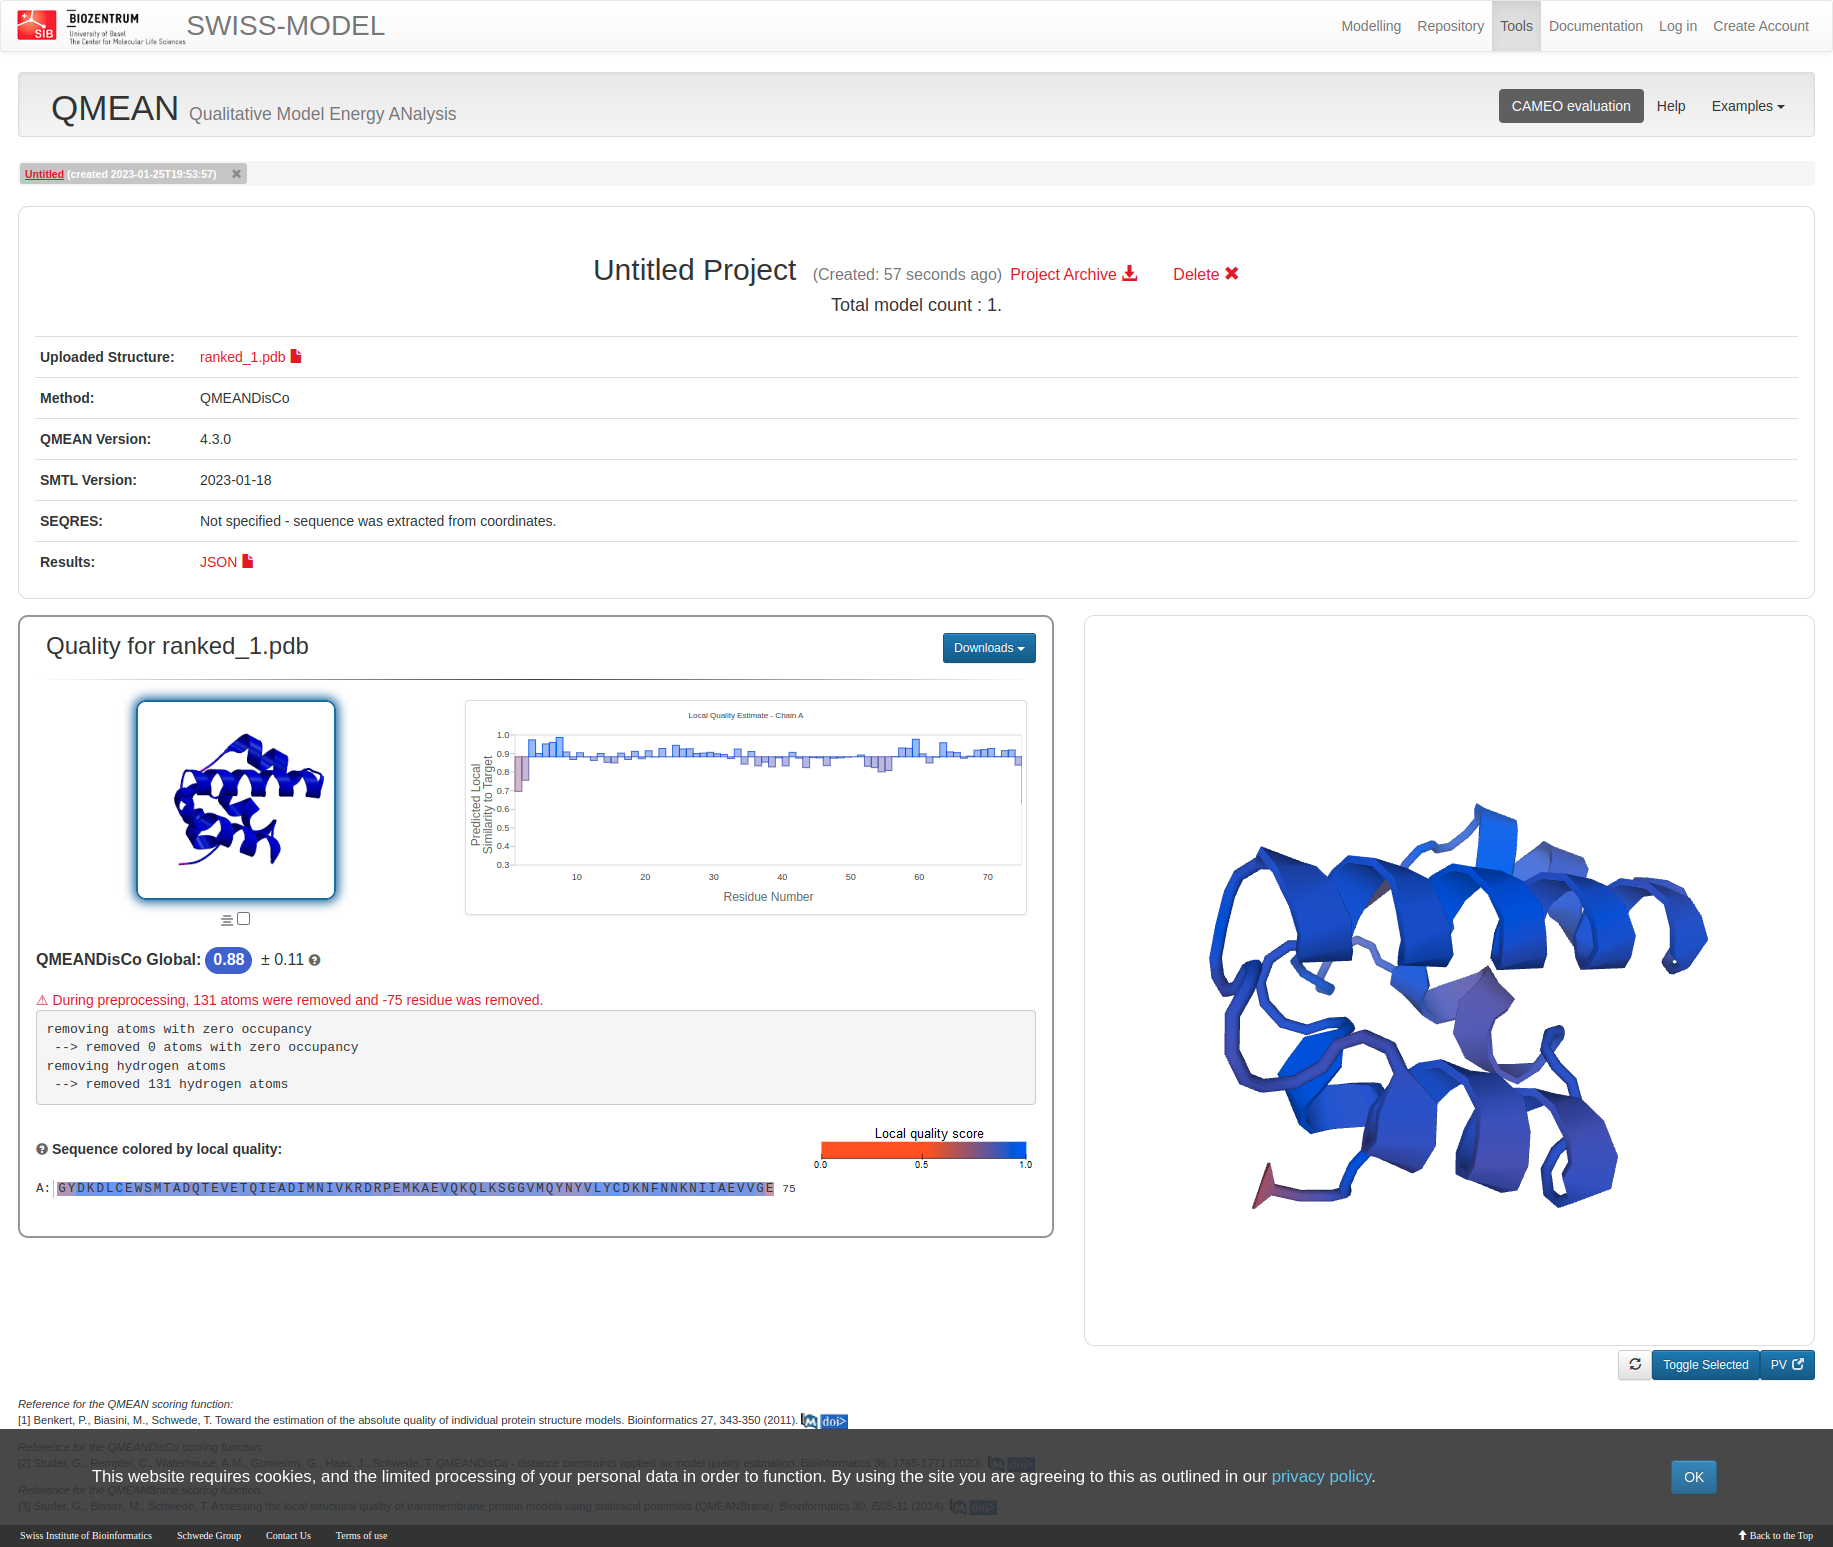 SIB
BIOZENTRUM
University of Basel
The Center for Molecular Life Sciences
SWISS-MODEL
Modelling Repository Tools Documentation Log in Create Account
QMEAN Qualitative Model Energy ANalysis
CAMEO evaluation Help Examples
Untitled (created 2023-01-25T19:53:57)
Untitled Project (Created: 57 seconds ago) Project Archive Delete
Total model count : 1.
Uploaded Structure: ranked_1.pdb
Method: QMEANDisCo
QMEAN Version: 4.3.0
SMTL Version: 2023-01-18
SEQRES: Not specified - sequence was extracted from coordinates.
Results: JSON
Quality for ranked_1.pdb
Downloads
Local Quality Estimate - Chain A
Predicted Local
Similarity to Target
1.0
0.9
0.8
0.7
0.6
0.5
0.4
0.3
10 20 30 40 50 60 70
Residue Number
QMEANDisCo Global: 0.88 ± 0.11
⚠ During preprocessing, 131 atoms were removed and -75 residue was removed.
removing atoms with zero occupancy
--> removed 0 atoms with zero occupancy
removing hydrogen atoms
--> removed 131 hydrogen atoms
Local quality score
0.0 0.5 1.0
Sequence colored by local quality:
A: GYDKDLCEWSMTADQTEVETQIEADIMNIVKRDRPEMKAEVQKQLKSGGVMQYNYVLYCDKNFNNKNIIAEVVGE 75
Toggle Selected PV
Reference for the QMEAN scoring function:
[1] Benkert, P., Biasini, M., Schwede, T. Toward the estimation of the absolute quality of individual protein structure models. Bioinformatics 27, 343-350 (2011). doi>
Reference for the QMEANDisCo scoring function:
[2] Studer, G., Rempfer, C., Waterhouse, A.M., Gumienny, G., Haas, J., Schwede, T. QMEANDisCo - distance constraints applied on model quality estimation. Bioinformatics 36, 1765-1771 (2020). doi>
This website requires cookies, and the limited processing of your personal data in order to function. By using the site you are agreeing to this as outlined in our privacy policy.
OK
Reference for the QMEANBrane scoring function:
[3] Studer, G., Biasini, M., Schwede, T. Assessing the local structural quality of transmembrane protein models using statistical potentials (QMEANBrane). Bioinformatics 30, i505-11 (2014). doi>
Swiss Institute of Bioinformatics Schwede Group Contact Us Terms of use Back to the Top